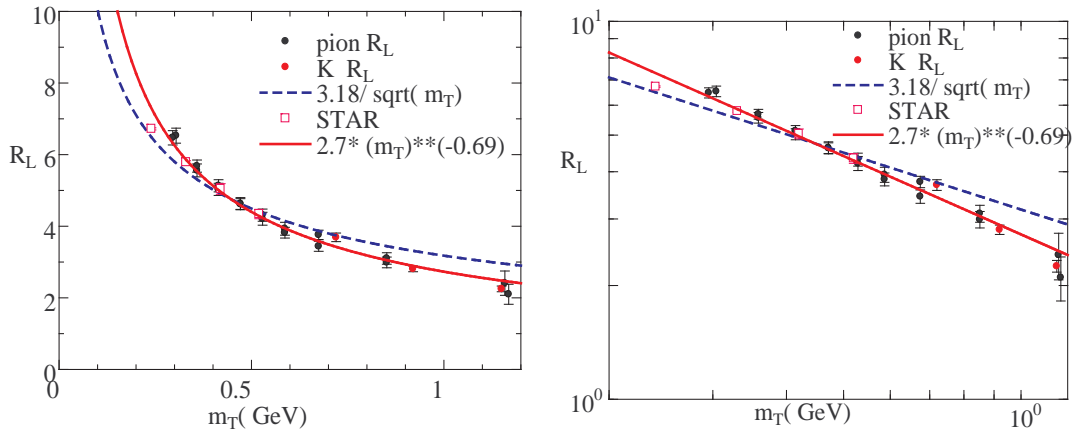 10
8
6
R_L
4
2
0
0
0.5
1
m_T( GeV)
pion R_L
K R_L
3.18/ sqrt( m_T)
STAR
2.7* (m_T)**(-0.69)
10^1
R_L
10^0
m_T( GeV)
10^0
pion R_L
K R_L
3.18/ sqrt( m_T)
STAR
2.7* (m_T)**(-0.69)